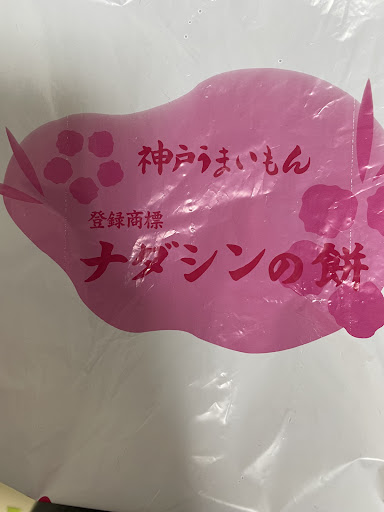 神戸うまいもん
登録商標
ナダシンの餅